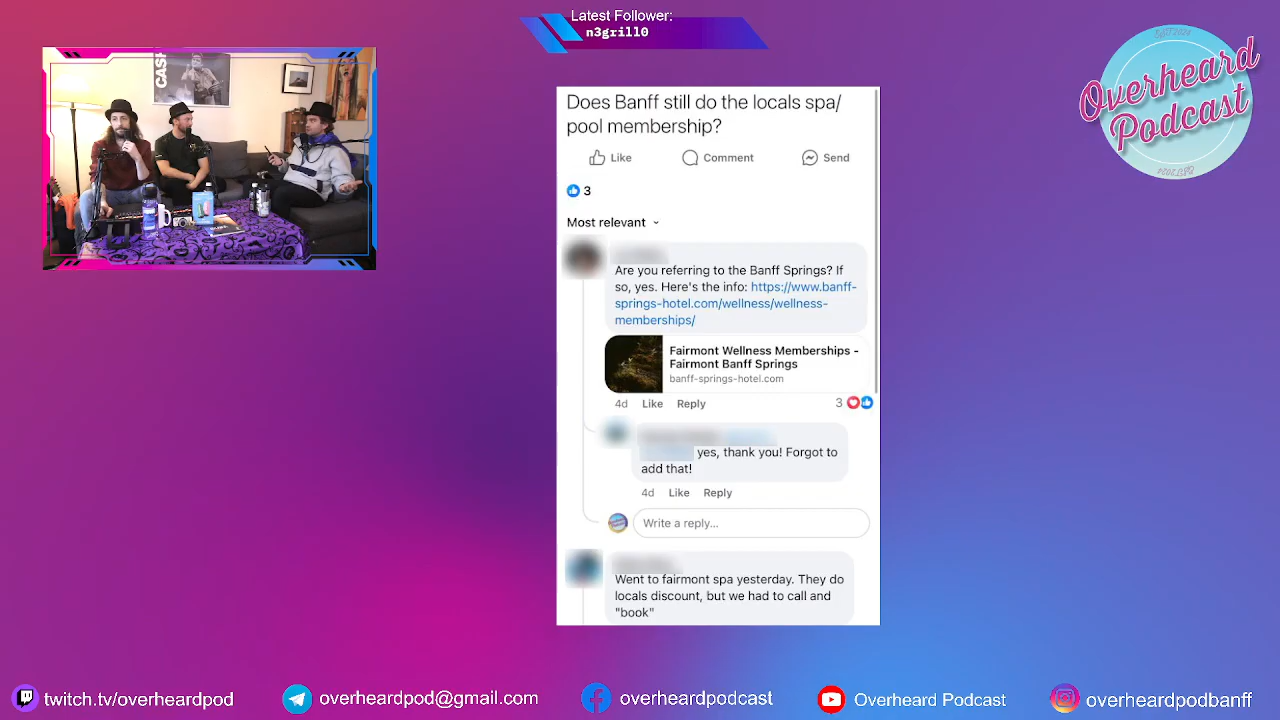 Latest Follower:
n3grill0
CASH
Overheard
Podcast
Does Banff still do the locals spa/
pool membership?
Like
Comment
Send
3
Most relevant
Are you referring to the Banff Springs? If
so, yes. Here's the info: https://www.banff-
springs-hotel.com/wellness/wellness-
memberships/
Fairmont Wellness Memberships -
Fairmont Banff Springs
banff-springs-hotel.com
4d Like Reply
3
yes, thank you! Forgot to
add that!
4d Like Reply
Write a reply...
Went to fairmont spa yesterday. They do
locals discount, but we had to call and
"book"
twitch.tv/overheardpod
overheardpod@gmail.com
overheardpodcast
Overheard Podcast
overheardpodbanff